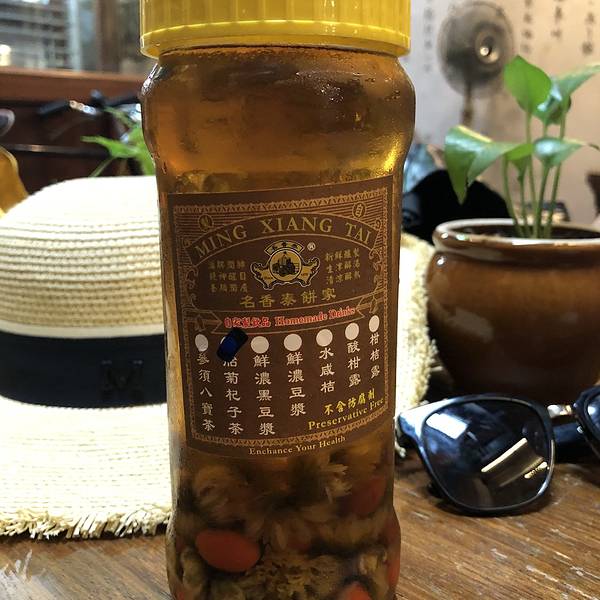 MING XIANG TAI
名香泰餅家
自家製飲品 Homemade Drinks
參須八寶茶
菊杞子茶
鮮濃黑豆漿
鮮濃豆漿
水咸桔
酸柑露
柑桔露
不含防腐劑
Preservative Free
Enchance Your Health